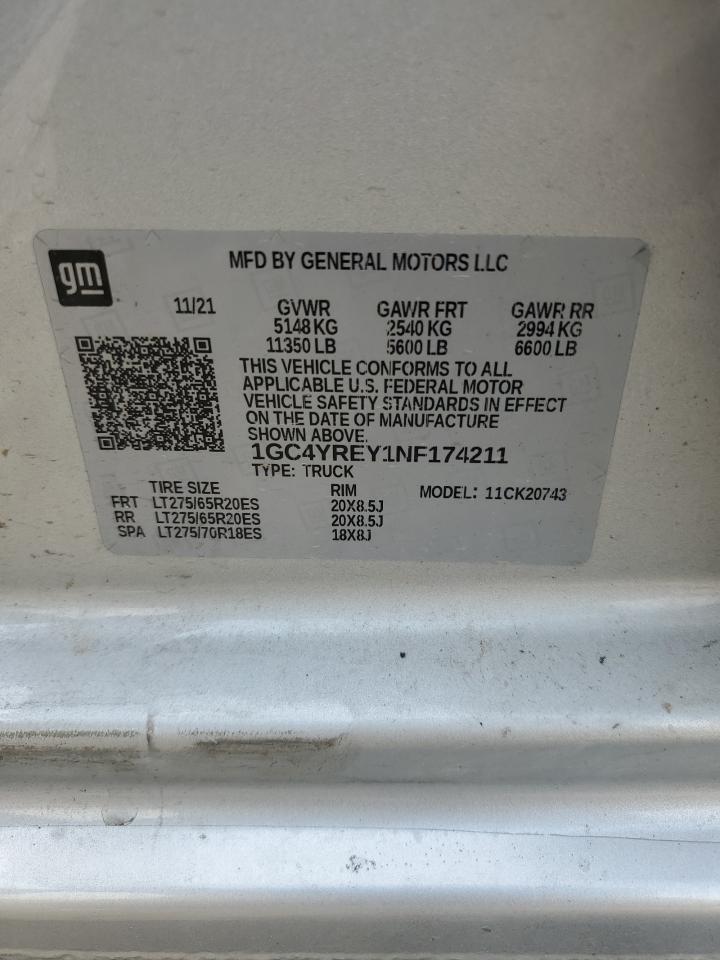 gm
MFD BY GENERAL MOTORS LLC
11/21 GVWR GAWR FRT GAWR RR
5148 KG 2540 KG 2994 KG
11350 LB 5600 LB 6600 LB
THIS VEHICLE CONFORMS TO ALL
APPLICABLE U.S. FEDERAL MOTOR
VEHICLE SAFETY STANDARDS IN EFFECT
ON THE DATE OF MANUFACTURE
SHOWN ABOVE.
1GC4YREY1NF174211
TYPE: TRUCK
TIRE SIZE RIM MODEL: 11CK20743
FRT LT275/65R20ES 20X8.5J
RR LT275/65R20ES 20X8.5J
SPA LT275/70R18ES 18X8J